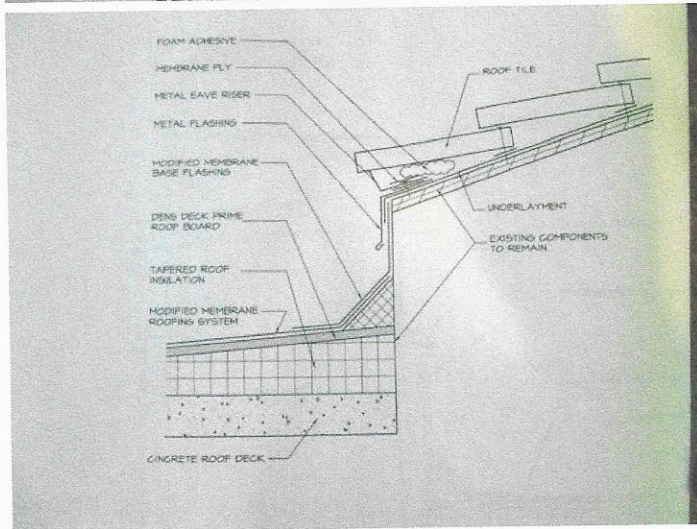 FOAM ADHESIVE
MEMBRANE PLY
METAL EAVE RISER
METAL FLASHING
MODIFIED MEMBRANE
BASE FLASHING
DENS DECK PRIME
ROOF BOARD
TAPERED ROOF
INSULATION
MODIFIED MEMBRANE
ROOFING SYSTEM
CINCRETE ROOF DECK
ROOF TILE
UNDERLAYMENT
EXISTING COMPONENTS
TO REMAIN